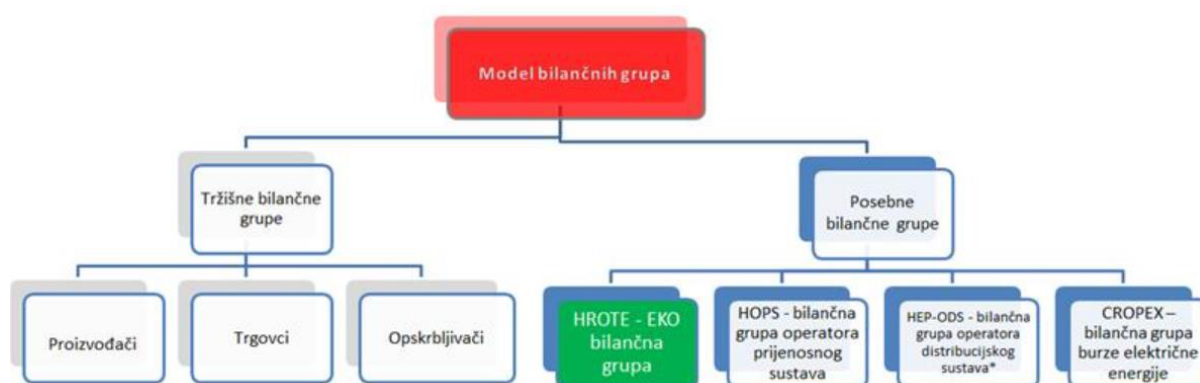 Model bilančnih grupa
Tržišne bilančne
grupe
Posebne
bilančne grupe
Proizvođači
Trgovci
Opskrbljivači
HROTE - EKO
bilančna
grupa
HOPS - bilančna
grupa operatora
prijenosnog
sustava
HEP-ODS - bilančna
grupa operatora
distribucijskog
sustava*
CROPEX –
bilančna grupa
burze električne
energije